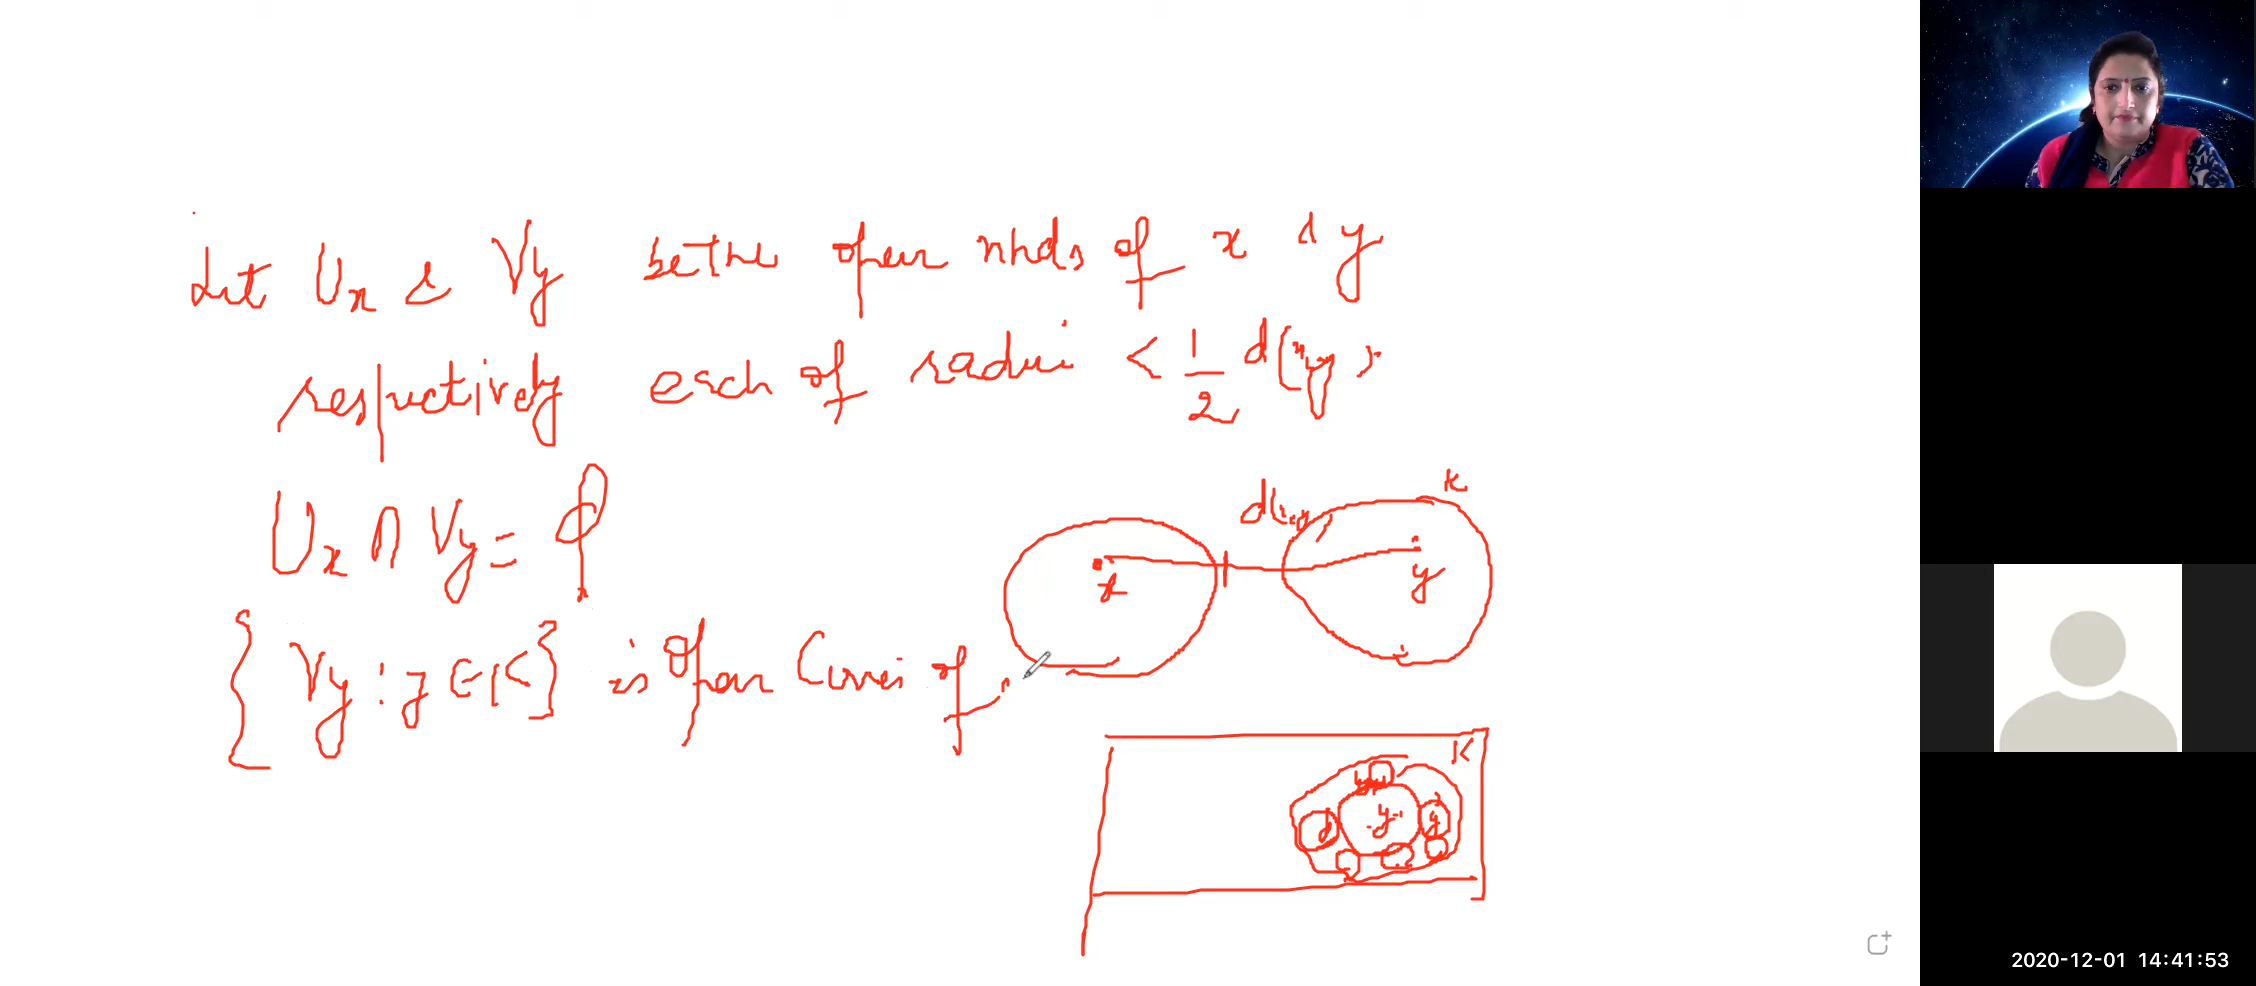 Let Ux & Vy be the open nhds of x & y
respectively each of radii < 1/2 d(x,y)
Ux ∩ Vy = ϕ
d(x,y)
K
x
y
{ Vy : y ∈ K } is open Cover of
K
y
y
y
2020-12-01 14:41:53